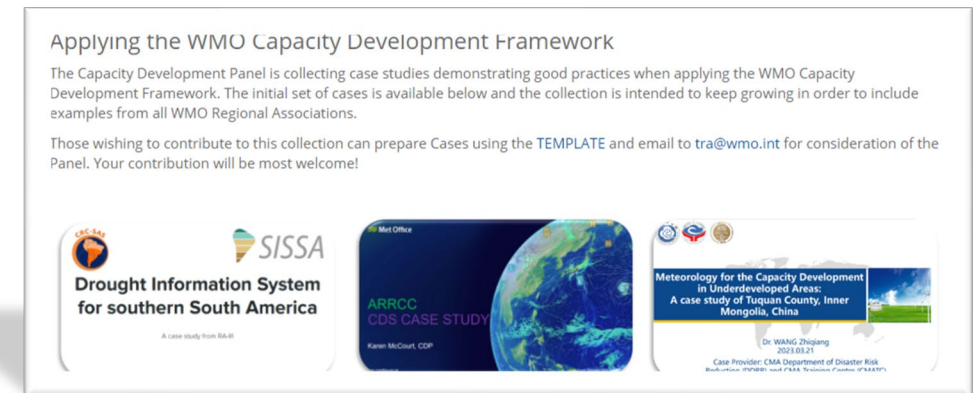 Applying the WMO Capacity Development Framework
The Capacity Development Panel is collecting case studies demonstrating good practices when applying the WMO Capacity
Development Framework. The initial set of cases is available below and the collection is intended to keep growing in order to include
examples from all WMO Regional Associations.
Those wishing to contribute to this collection can prepare Cases using the TEMPLATE and email to tra@wmo.int for consideration of the
Panel. Your contribution will be most welcome!
CRC-SAS
SISSA
Drought Information System
for southern South America
A case study from RA-III
Met Office
ARRCC
CDS CASE STUDY
Karen McCourt, CDP
Meteorology for the Capacity Development
in Underdeveloped Areas:
A case study of Tuquan County, Inner
Mongolia, China
Dr. WANG Zhiqiang
2023.03.21
Case Provider: CMA Department of Disaster Risk
Reduction (DDRR) and CMA Training Centre (CMATC)